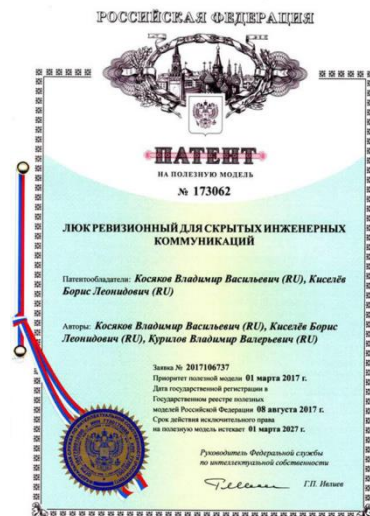 РОССИЙСКАЯ ФЕДЕРАЦИЯ
ПАТЕНТ
НА ПОЛЕЗНУЮ МОДЕЛЬ
№ 173062
ЛЮК РЕВИЗИОННЫЙ ДЛЯ СКРЫТЫХ ИНЖЕНЕРНЫХ
КОММУНИКАЦИЙ
Патентообладатели: Косяков Владимир Васильевич (RU), Киселёв
Борис Леонидович (RU)
Авторы: Косяков Владимир Васильевич (RU), Киселёв Борис
Леонидович (RU), Курилов Владимир Валерьевич (RU)
Заявка № 2017106737
Приоритет полезной модели 01 марта 2017 г.
Дата государственной регистрации в
Государственном реестре полезных
моделей Российской Федерации 08 августа 2017 г.
Срок действия исключительного права
на полезную модель истекает 01 марта 2027 г.
Руководитель Федеральной службы
по интеллектуальной собственности
Г.П. Ивлиев